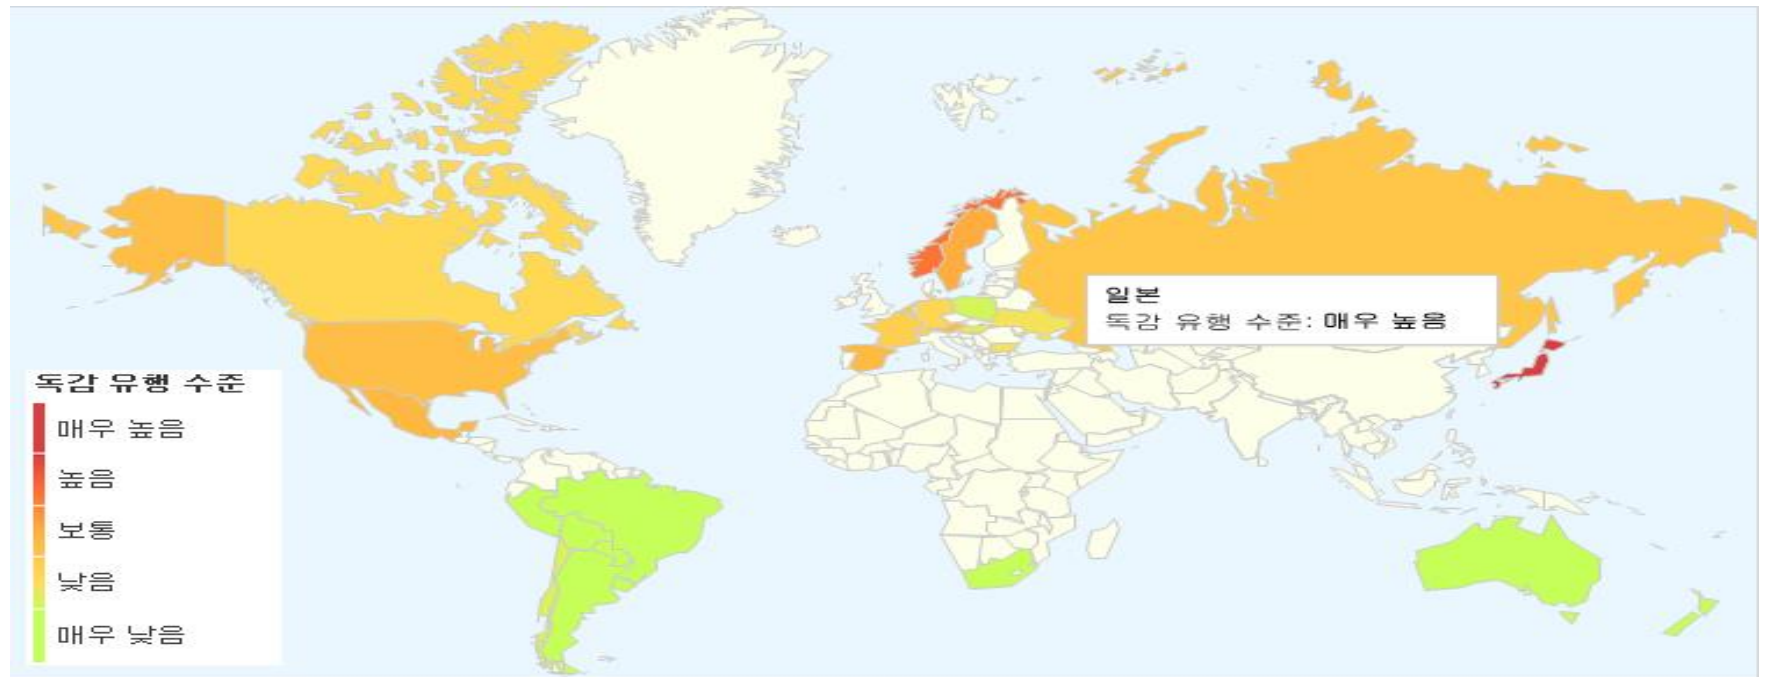 일본
독감 유행 수준: 매우 높음
독감 유행 수준
매우 높음
높음
보통
낮음
매우 낮음